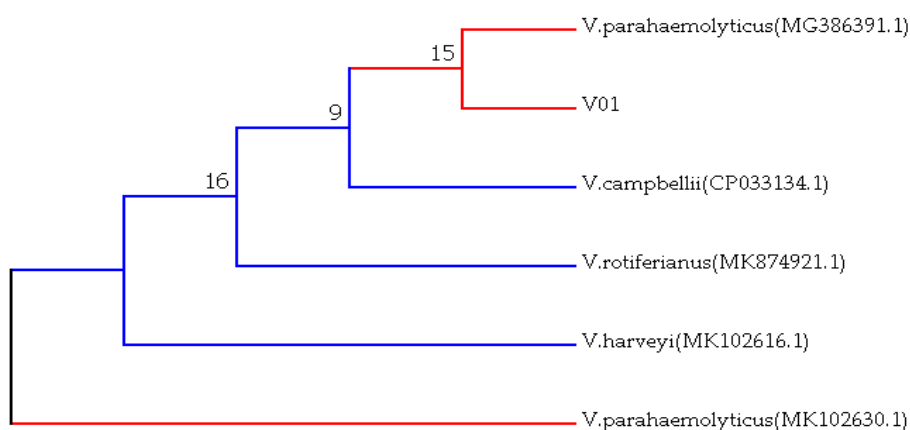 V.parahaemolyticus(MG386391.1)
15
V01
9
V.campbellii(CP033134.1)
16
V.rotiferianus(MK874921.1)
V.harveyi(MK102616.1)
V.parahaemolyticus(MK102630.1)